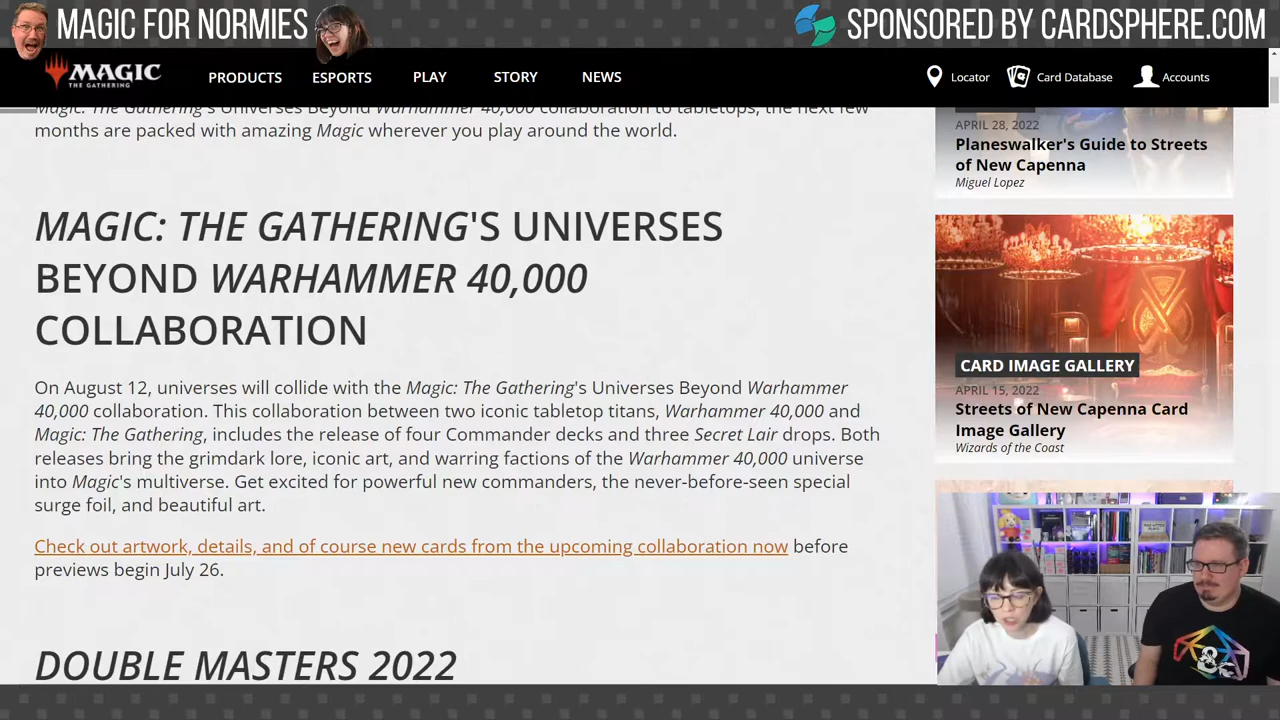 MAGIC FOR NORMIES
SPONSORED BY CARDSPHERE.COM
MAGIC
THE GATHERING
PRODUCTS
ESPORTS
PLAY
STORY
NEWS
Locator
Card Database
Accounts
Magic: The Gathering's Universes Beyond Warhammer 40,000 collaboration to tabletops, the next few
months are packed with amazing Magic wherever you play around the world.
MAGIC: THE GATHERING'S UNIVERSES
BEYOND WARHAMMER 40,000
COLLABORATION
On August 12, universes will collide with the Magic: The Gathering's Universes Beyond Warhammer
40,000 collaboration. This collaboration between two iconic tabletop titans, Warhammer 40,000 and
Magic: The Gathering, includes the release of four Commander decks and three Secret Lair drops. Both
releases bring the grimdark lore, iconic art, and warring factions of the Warhammer 40,000 universe
into Magic's multiverse. Get excited for powerful new commanders, the never-before-seen special
surge foil, and beautiful art.
Check out artwork, details, and of course new cards from the upcoming collaboration now before
previews begin July 26.
DOUBLE MASTERS 2022
APRIL 28, 2022
Planeswalker's Guide to Streets
of New Capenna
Miguel Lopez
CARD IMAGE GALLERY
APRIL 15, 2022
Streets of New Capenna Card
Image Gallery
Wizards of the Coast